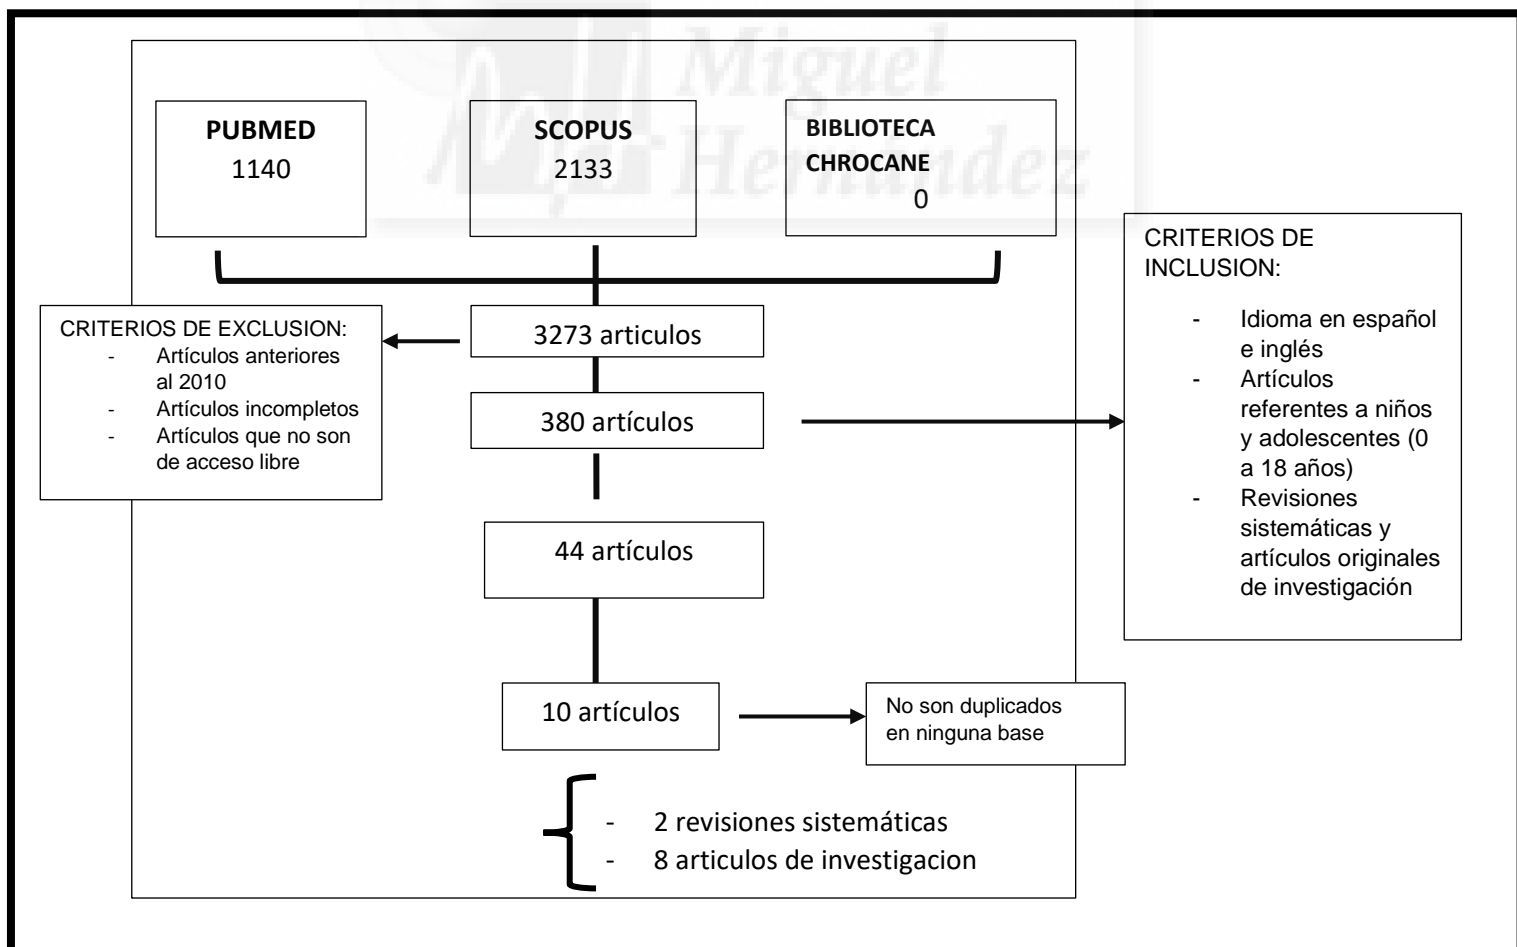 Miguel
Hernández
PUBMED
1140
SCOPUS
2133
BIBLIOTECA
CHROCANE
0
CRITERIOS DE
INCLUSION:
- Idioma en español
e inglés
- Artículos
referentes a niños
y adolescentes (0
a 18 años)
- Revisiones
sistemáticas y
artículos originales
de investigación
3273 articulos
CRITERIOS DE EXCLUSION:
- Artículos anteriores
al 2010
- Artículos incompletos
- Artículos que no son
de acceso libre
380 artículos
44 artículos
10 artículos
No son duplicados
en ninguna base
- 2 revisiones sistemáticas
- 8 articulos de investigacion